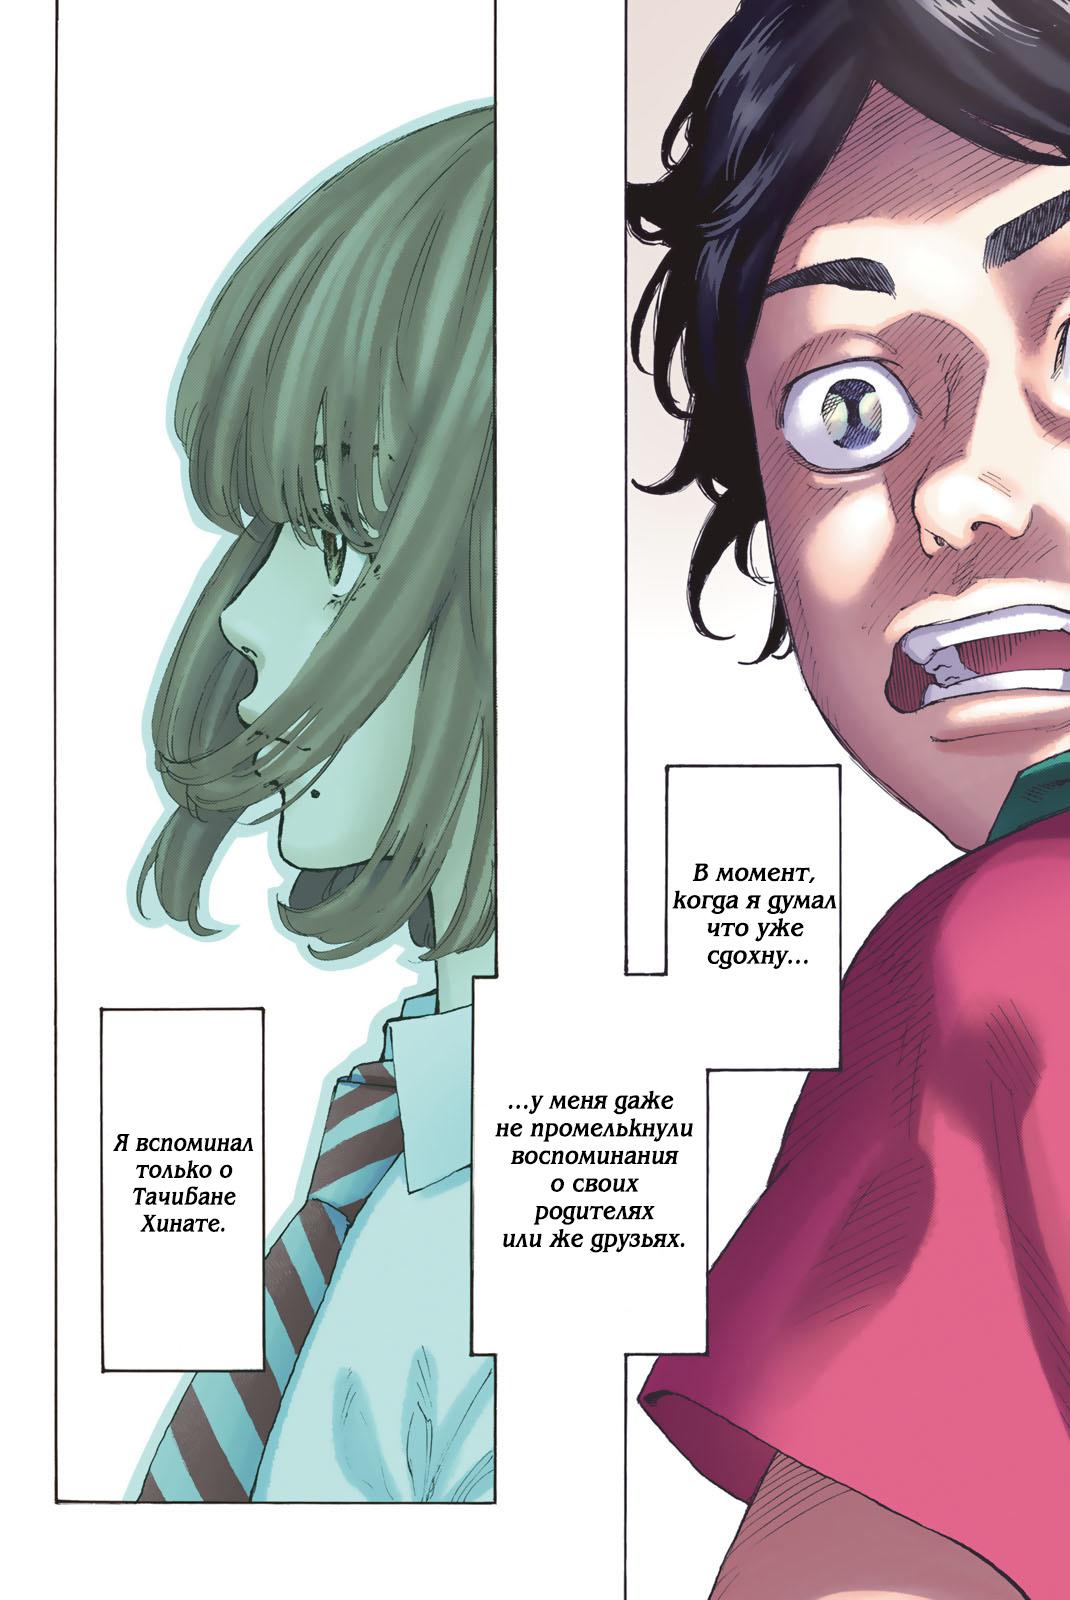 В момент,
когда я думал
что уже
сдохну...
...у меня даже
не промелькнули
воспоминания
о своих
родителях
или же друзьях.
Я вспоминал
только о
Тачибане
Хинате.